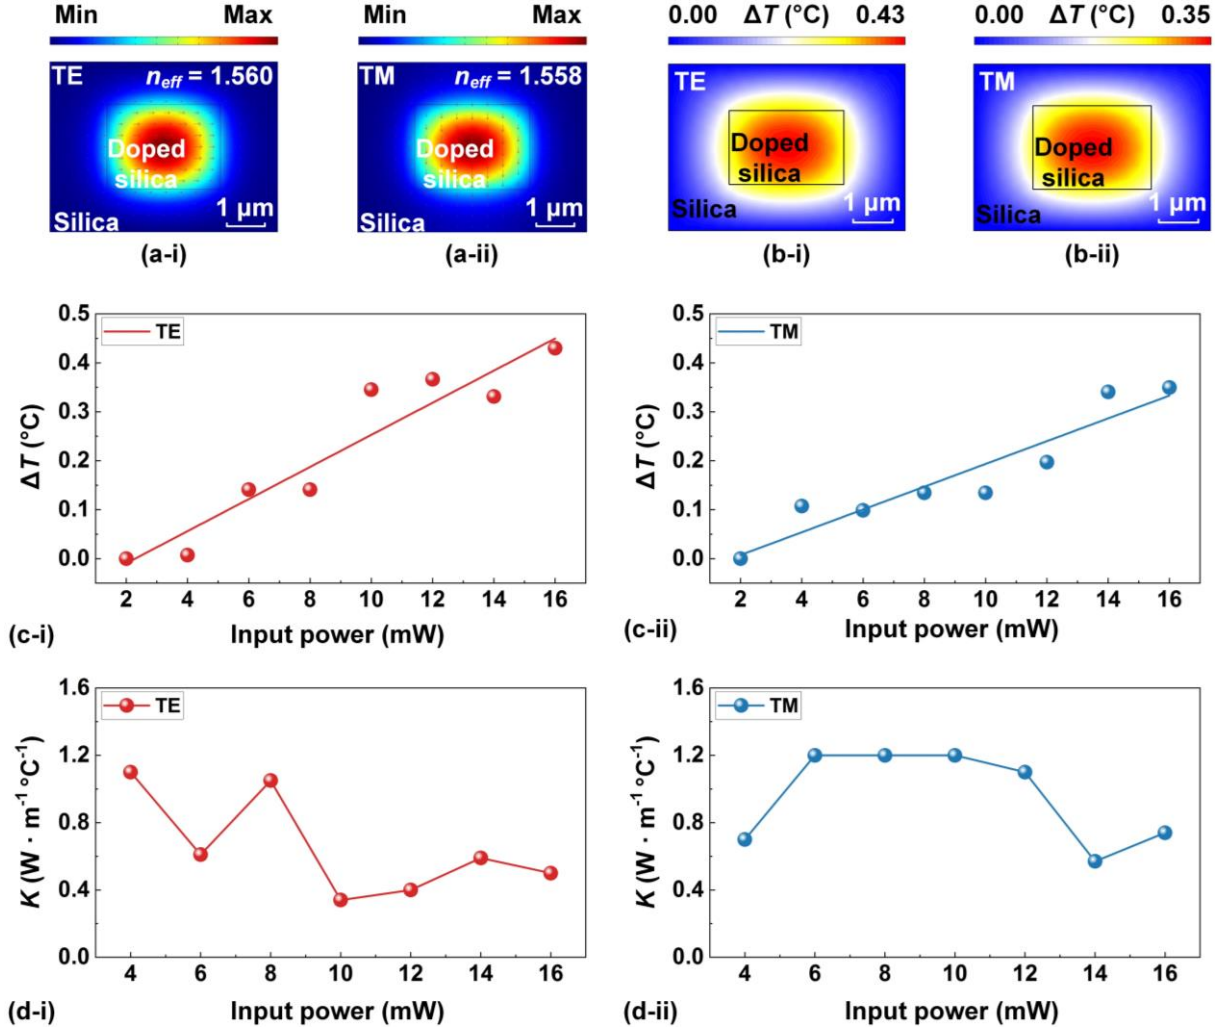 Min Max Min Max 0.00 ΔT (°C) 0.43 0.00 ΔT (°C) 0.35
TE n_eff = 1.560 TM n_eff = 1.558 TE TM
Doped Doped Doped Doped
silica silica silica silica
1 μm 1 μm 1 μm 1 μm
Silica Silica Silica
(a-i) (a-ii) (b-i) (b-ii)
TE
0.5
0.4
0.3
0.2
0.1
0.0
ΔT (°C)
2 4 6 8 10 12 14 16
Input power (mW)
(c-i)
TM
0.5
0.4
0.3
0.2
0.1
0.0
ΔT (°C)
2 4 6 8 10 12 14 16
Input power (mW)
(c-ii)
TE
1.6
1.2
0.8
0.4
0.0
K (W · m⁻¹ °C⁻¹)
4 6 8 10 12 14 16
Input power (mW)
(d-i)
TM
1.6
1.2
0.8
0.4
0.0
K (W · m⁻¹ °C⁻¹)
4 6 8 10 12 14 16
Input power (mW)
(d-ii)